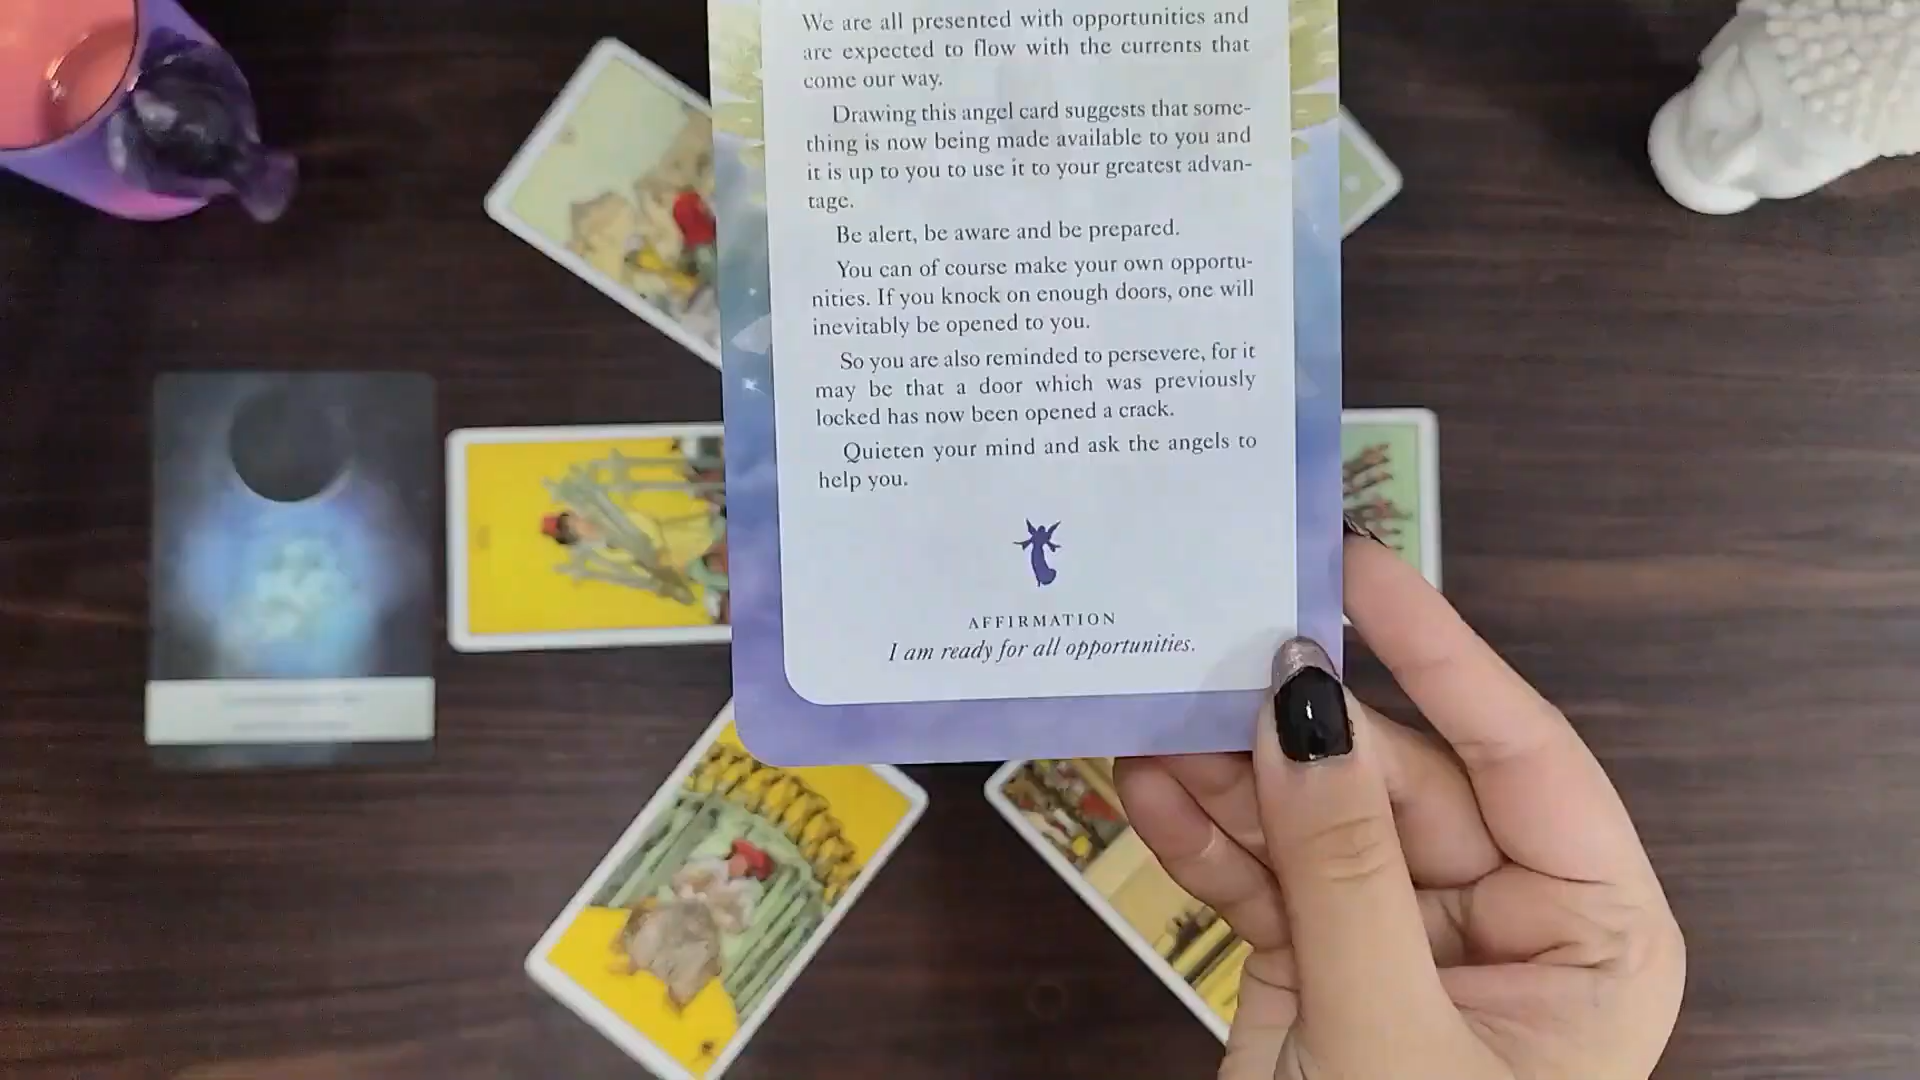 We are all presented with opportunities and
are expected to flow with the currents that
come our way.
Drawing this angel card suggests that some-
thing is now being made available to you and
it is up to you to use it to your greatest advan-
tage.
Be alert, be aware and be prepared.
You can of course make your own opportu-
nities. If you knock on enough doors, one will
inevitably be opened to you.
So you are also reminded to persevere, for it
may be that a door which was previously
locked has now been opened a crack.
Quieten your mind and ask the angels to
help you.
AFFIRMATION
I am ready for all opportunities.